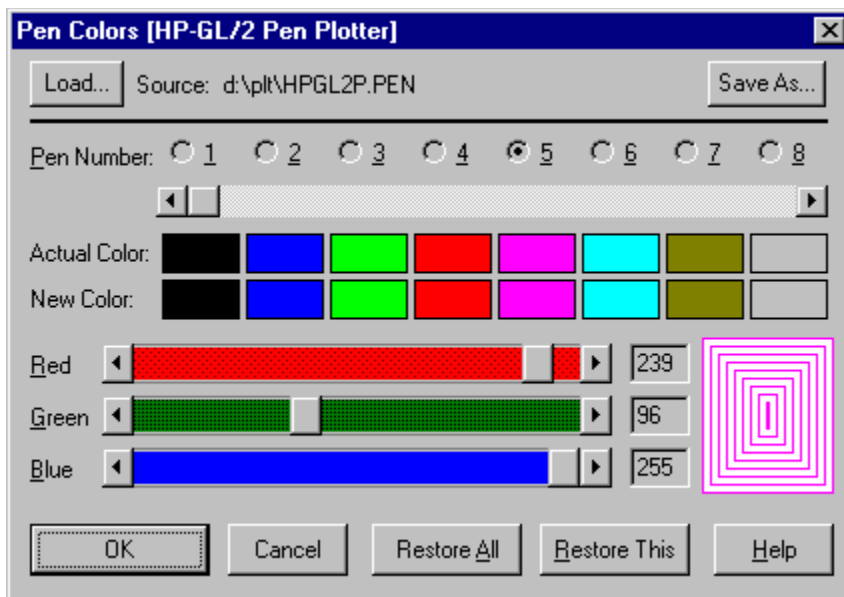 Pen Colors [HP-GL/2 Pen Plotter]
Load... Source: d:\plt\HPGL2P.PEN Save As...
Pen Number: 1 2 3 4 5 6 7 8
Actual Color:
New Color:
Red 239
Green 96
Blue 255
OK Cancel Restore All Restore This Help